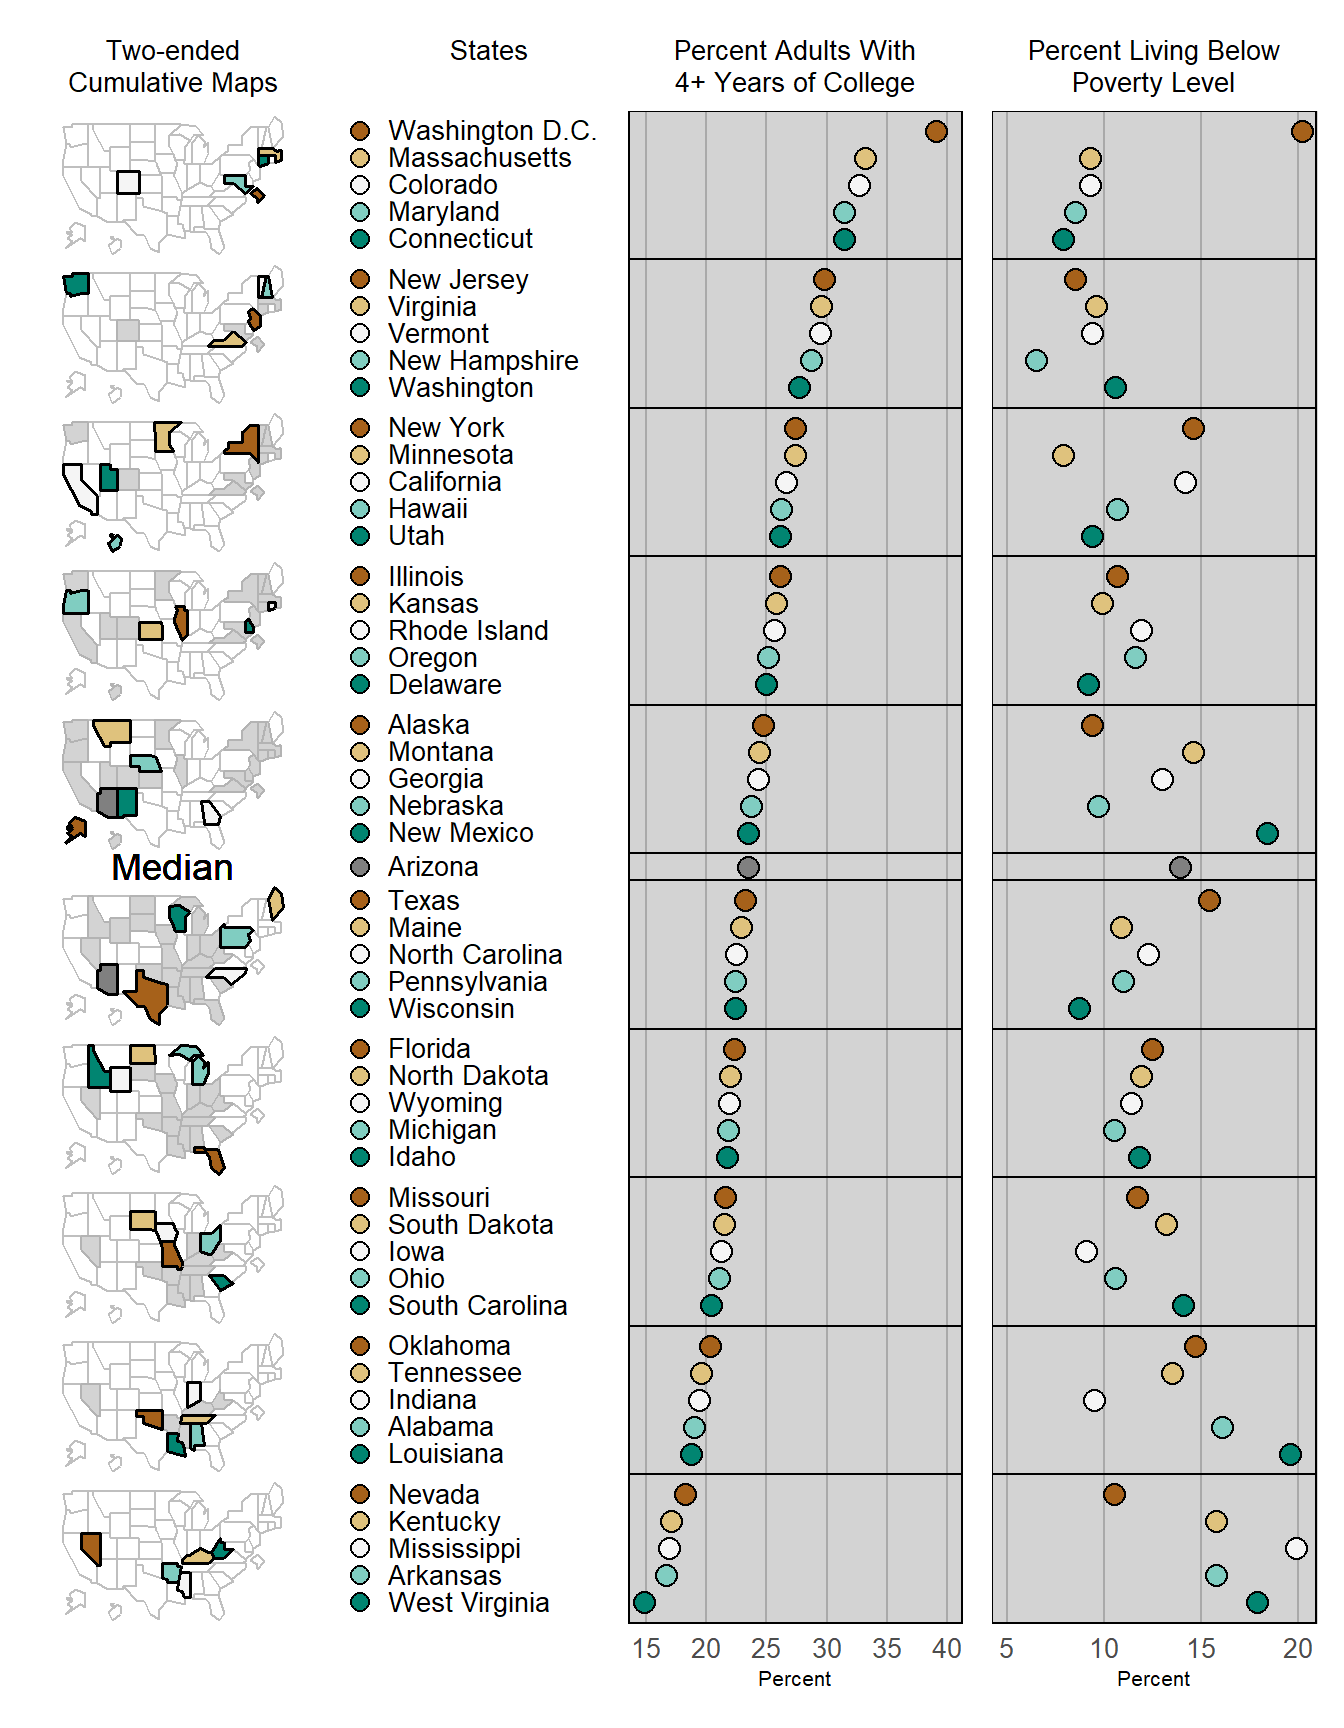 Two-ended
Cumulative Maps
States
Percent Adults With
4+ Years of College
Percent Living Below
Poverty Level
Washington D.C.
Massachusetts
Colorado
Maryland
Connecticut
New Jersey
Virginia
Vermont
New Hampshire
Washington
New York
Minnesota
California
Hawaii
Utah
Illinois
Kansas
Rhode Island
Oregon
Delaware
Alaska
Montana
Georgia
Nebraska
New Mexico
Median
Arizona
Texas
Maine
North Carolina
Pennsylvania
Wisconsin
Florida
North Dakota
Wyoming
Michigan
Idaho
Missouri
South Dakota
Iowa
Ohio
South Carolina
Oklahoma
Tennessee
Indiana
Alabama
Louisiana
Nevada
Kentucky
Mississippi
Arkansas
West Virginia
15 20 25 30 35 40
Percent
5 10 15 20
Percent